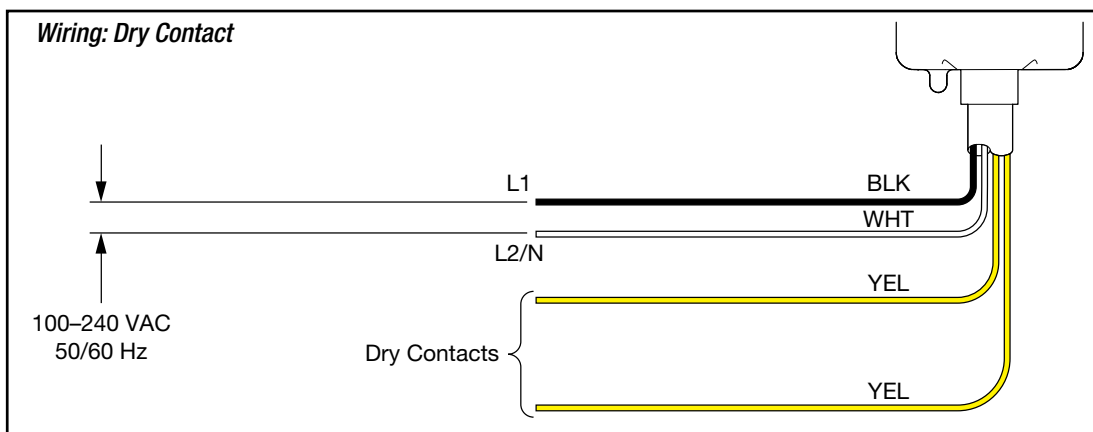 Wiring: Dry Contact
L1
BLK
WHT
L2/N
YEL
100–240 VAC
50/60 Hz
Dry Contacts
YEL